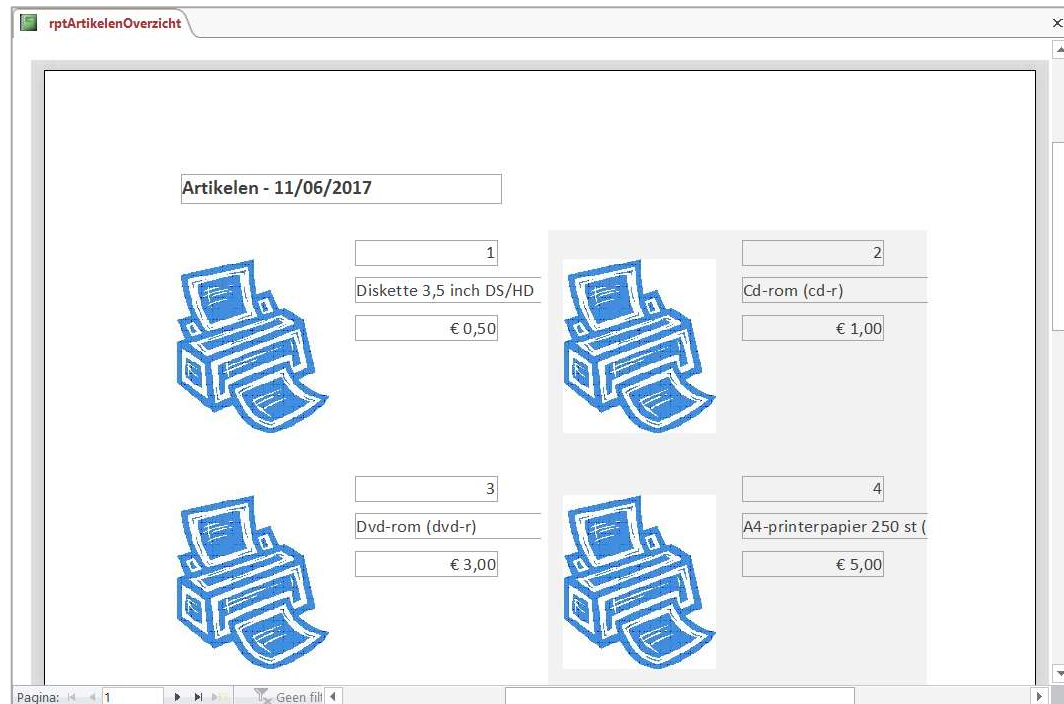 rptArtikelenOverzicht
Artikelen - 11/06/2017
1
Diskette 3,5 inch DS/HD
€ 0,50
2
Cd-rom (cd-r)
€ 1,00
3
Dvd-rom (dvd-r)
€ 3,00
4
A4-printerpapier 250 st (
€ 5,00
Pagina: 1 Geen filt